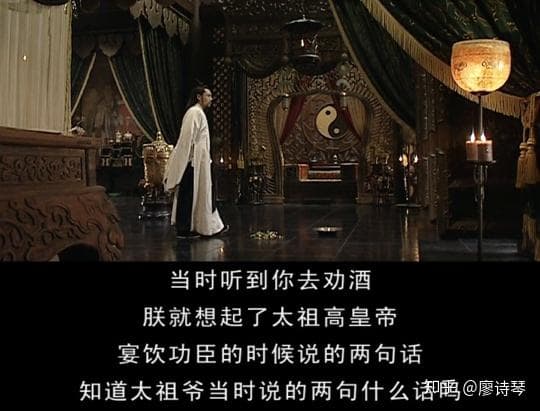 当时听到你去劝酒
朕就想起了太祖高皇帝
宴饮功臣的时候说的两句话
知道太祖爷当时说的两句什么话吗
知乎 @廖诗琴